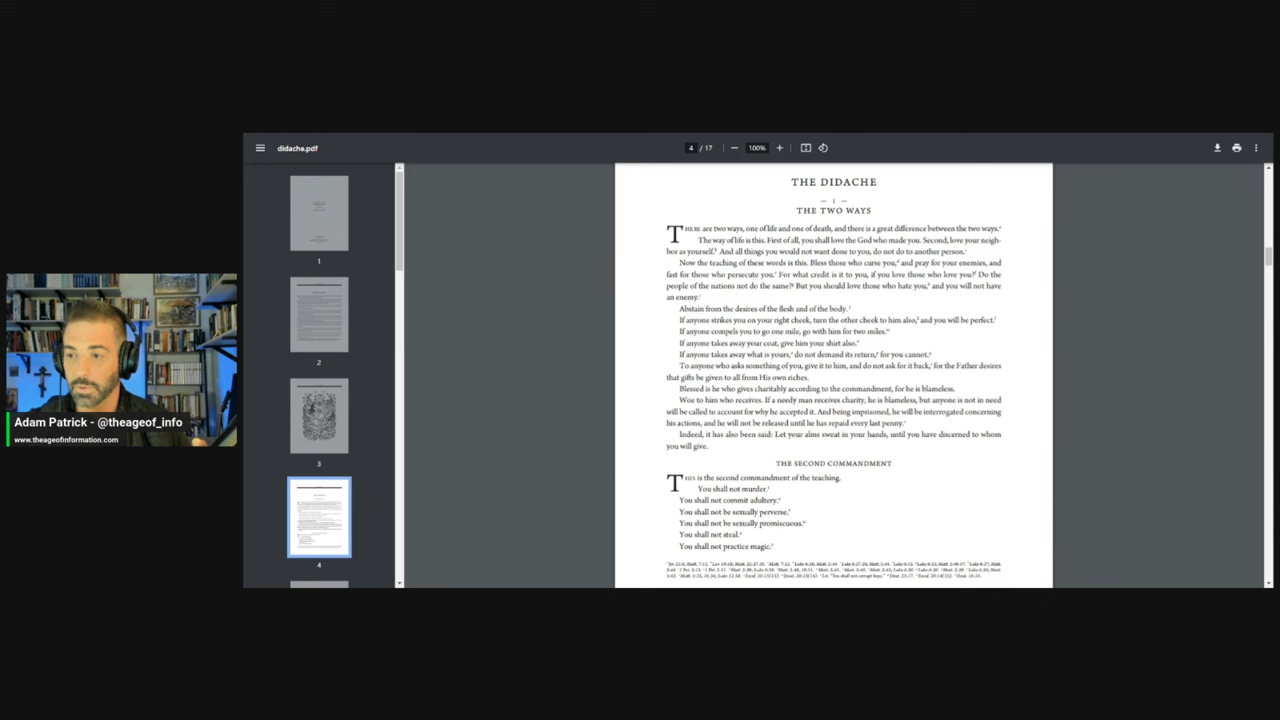 didache.pdf
4 / 17
100%
1
2
3
4
Adam Patrick - @theageof_info
www.theageofinformation.com
THE DIDACHE
— I —
THE TWO WAYS
THERE are two ways, one of life and one of death, and there is a great difference between the two ways.
The way of life is this. First of all, you shall love the God who made you. Second, love your neigh-
bor as yourself. And all things you would not want done to you, do not do to another person.
Now the teaching of these words is this. Bless those who curse you, and pray for your enemies, and
fast for those who persecute you. For what credit is it to you, if you love those who love you? Do the
people of the nations not do the same? But you should love those who hate you, and you will not have
an enemy.
Abstain from the desires of the flesh and of the body.
If anyone strikes you on your right cheek, turn the other cheek to him also, and you will be perfect.
If anyone compels you to go one mile, go with him for two miles.
If anyone takes away your coat, give him your shirt also.
If anyone takes away what is yours, do not demand its return, for you cannot.
To anyone who asks something of you, give it to him, and do not ask for it back, for the Father desires
that gifts be given to all from His own riches.
Blessed is he who gives charitably according to the commandment, for he is blameless.
Woe to him who receives. If a needy man receives charity, he is blameless, but anyone is not in need
will be called to account for why he accepted it. And being imprisoned, he will be interrogated concerning
his actions, and he will not be released until he has repaid every last penny.
Indeed, it has also been said: Let your alms sweat in your hands, until you have discerned to whom
you will give.
THE SECOND COMMANDMENT
THIS is the second commandment of the teaching.
You shall not murder.
You shall not commit adultery.
You shall not be sexually perverse.
You shall not be sexually promiscuous.
You shall not steal.
You shall not practice magic.